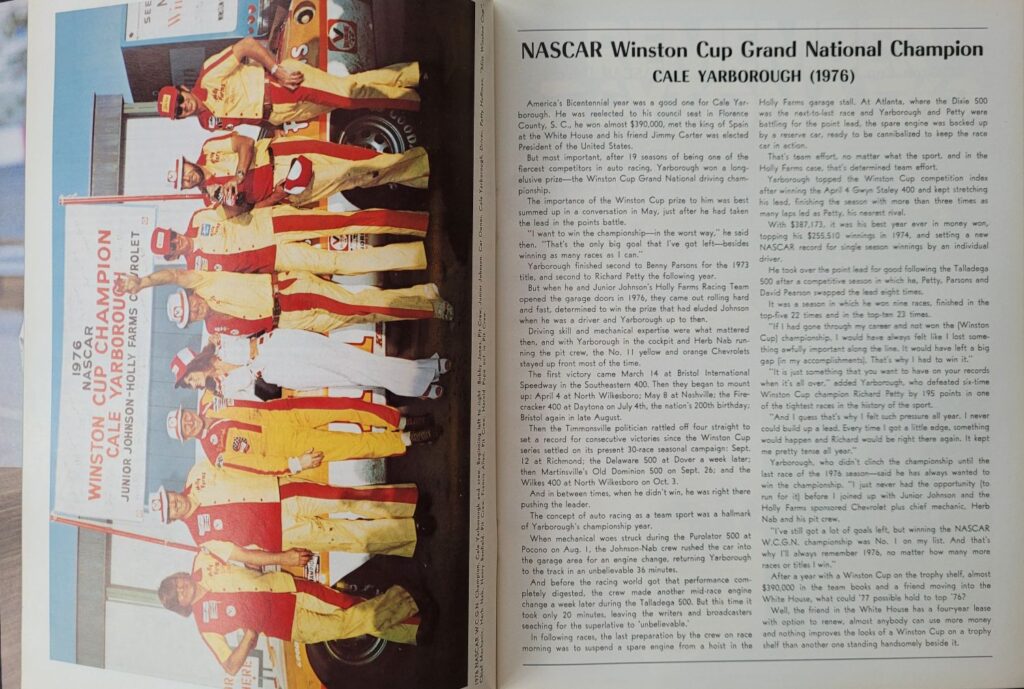 1976
NASCAR
WINSTON CUP CHAMPION
CALE YARBOROUGH
JUNIOR JOHNSON-HOLLY FARMS CHEVROLET
SEE
GOOD
HERE
NASCAR Winston Cup Grand National Champion
CALE YARBOROUGH (1976)
America's Bicentennial year was a good one for Cale Yar-
borough. He was reelected to his council seat in Florence
County, S. C., he won almost $390,000, met the king of Spain
at the White House and his friend Jimmy Carter was elected
President of the United States.
But most important, after 19 seasons of being one of the
fiercest competitors in auto racing, Yarborough won a long-
elusive prize—the Winston Cup Grand National driving cham-
pionship.
The importance of the Winston Cup prize to him was best
summed up in a conversation in May, just after he had taken
the lead in the points battle.
"I want to win the championship—in the worst way," he said
then. "That's the only big goal that I've got left—besides
winning as many races as I can."
Yarborough finished second to Benny Parsons for the 1973
title, and second to Richard Petty the following year.
But when he and Junior Johnson's Holly Farms Racing Team
opened the garage doors in 1976, they came out rolling hard
and fast, determined to win the prize that had eluded Johnson
when he was a driver and Yarborough up to then.
Driving skill and mechanical expertise were what mattered
then, and with Yarborough in the cockpit and Herb Nab run-
ning the pit crew, the No. 11 yellow and orange Chevrolets
stayed up front most of the time.
The first victory came March 14 at Bristol International
Speedway in the Southeastern 400. Then they began to mount
up: April 4 at North Wilkesboro; May 8 at Nashville; the Fire-
cracker 400 at Daytona on July 4th, the nation's 200th birthday;
Bristol again in late August.
Then the Timmonsville politician rattled off four straight to
set a record for consecutive victories since the Winston Cup
series settled on its present 30-race seasonal campaign: Sept.
12 at Richmond; the Delaware 500 at Dover a week later;
then Martinsville's Old Dominion 500 on Sept. 26; and the
Wilkes 400 at North Wilkesboro on Oct. 3.
And in between times, when he didn't win, he was right there
pushing the leader.
The concept of auto racing as a team sport was a hallmark
of Yarborough's championship year.
When mechanical woes struck during the Purolator 500 at
Pocono on Aug. 1, the Johnson-Nab crew rushed the car into
the garage area for an engine change, returning Yarborough
to the track in an unbelievable 36 minutes.
And before the racing world got that performance com-
pletely digested, the crew made another mid-race engine
change a week later during the Talladega 500. But this time it
took only 20 minutes, leaving the writers and broadcasters
seeching for the superlative to 'unbelievable.'
In following races, the last preparation by the crew on race
morning was to suspend a spare engine from a hoist in the
Holly Farms garage stall. At Atlanta, where the Dixie 500
was the next-to-last race and Yarborough and Petty were
battling for the point lead, the spare engine was backed up
by a reserve car, ready to be cannibalized to keep the race
car in action.
That's team effort, no matter what the sport, and in the
Holly Farms case, that's determined team effort.
Yarborough topped the Winston Cup competition index
after winning the April 4 Gwyn Staley 400 and kept stretching
his lead, finishing the season with more than three times as
many laps led as Petty, his nearest rival.
With $387,173, it was his best year ever in money won,
topping his $255,510 winnings in 1974, and setting a new
NASCAR record for single season winnings by an individual
driver.
He took over the point lead for good following the Talladega
500 after a competitive season in which he, Petty, Parsons and
David Pearson swapped the lead eight times.
It was a season in which he won nine races, finished in the
top-five 22 times and in the top-ten 23 times.
"If I had gone through my career and not won the [Winston
Cup] championship, I would have always felt like I lost some-
thing awfully important along the line. It would have left a big
gap (in my accomplishments). That's why I had to win it."
"It is just something that you want to have on your records
when it's all over," added Yarborough, who defeated six-time
Winston Cup champion Richard Petty by 195 points in one
of the tightest races in the history of the sport.
"And I guess that's why I felt such pressure all year. I never
could build up a lead. Every time I got a little edge, something
would happen and Richard would be right there again. It kept
me pretty tense all year."
Yarborough, who didn't clinch the championship until the
last race of the 1976 season—said he has always wanted to
win the championship. "I just never had the opportunity (to
run for it) before I joined up with Junior Johnson and the
Holly Farms sponsored Chevrolet plus chief mechanic, Herb
Nab and his pit crew.
"I've still got a lot of goals left, but winning the NASCAR
W.C.G.N. championship was No. 1 on my list. And that's
why I'll always remember 1976, no matter how many more
races or titles I win."
After a year with a Winston Cup on the trophy shelf, almost
$390,000 in the team books and a friend moving into the
White House, what could '77 possible hold to top '76?
Well, the friend in the White House has a four-year lease
with option to renew, almost anybody can use more money
and nothing improves the looks of a Winston Cup on a trophy
shelf than another one standing handsomely beside it.